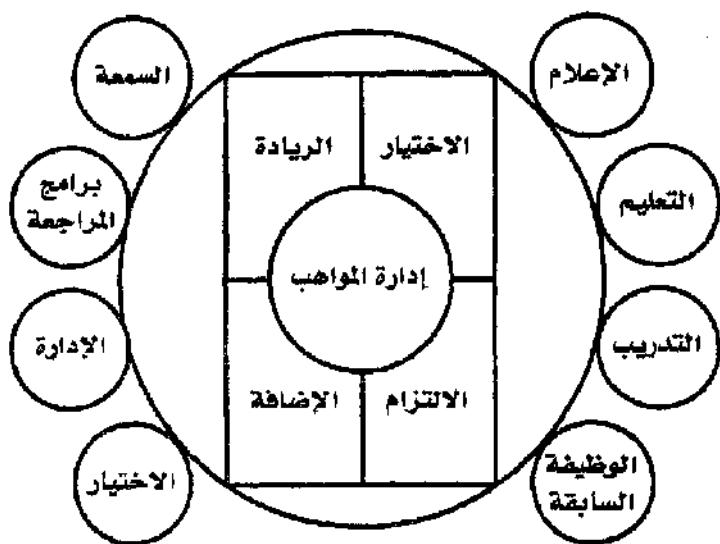 الإعلام
السمعة
الاختيار
الريادة
التعليم
برامج
المراجعة
إدارة المواهب
التدريب
الإدارة
الالتزام
الإضافة
الوظيفة
السابقة
الاختيار